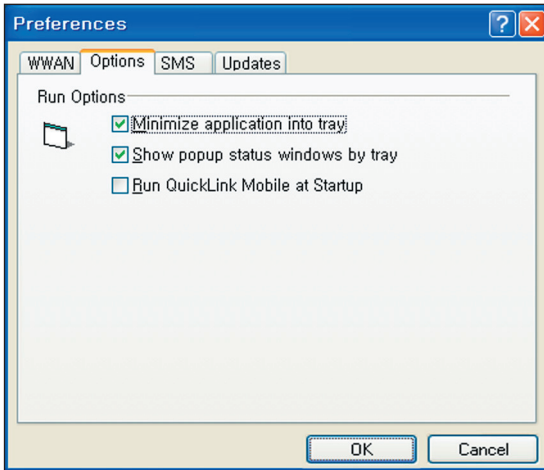 Preferences
WWAN Options SMS Updates
Run Options
Minimize application into tray
Show popup status windows by tray
Run QuickLink Mobile at Startup
OK Cancel